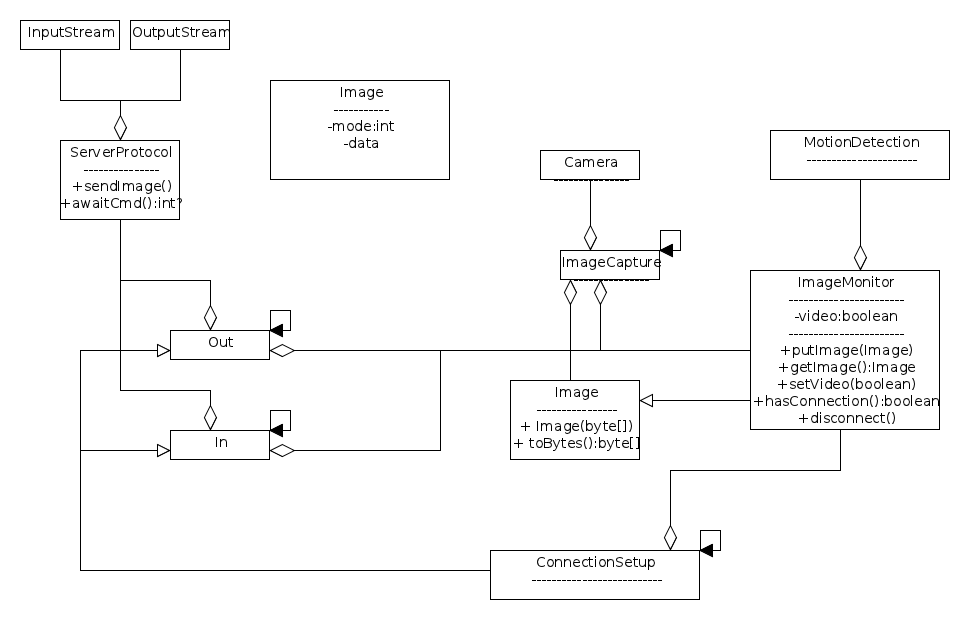 InputStream
OutputStream
Image
-----------
-mode:int
-data
ServerProtocol
---------------
+sendImage()
+awaitCmd():int?
Camera
---------------
MotionDetection
----------------------
ImageCapture
---------------
ImageMonitor
-----------------------
-video:boolean
-----------------------
+putImage(Image)
+getImage():Image
+setVideo(boolean)
+hasConnection():boolean
+disconnect()
Out
Image
----------------
+ Image(byte[])
+ toBytes():byte[]
In
ConnectionSetup
--------------------------